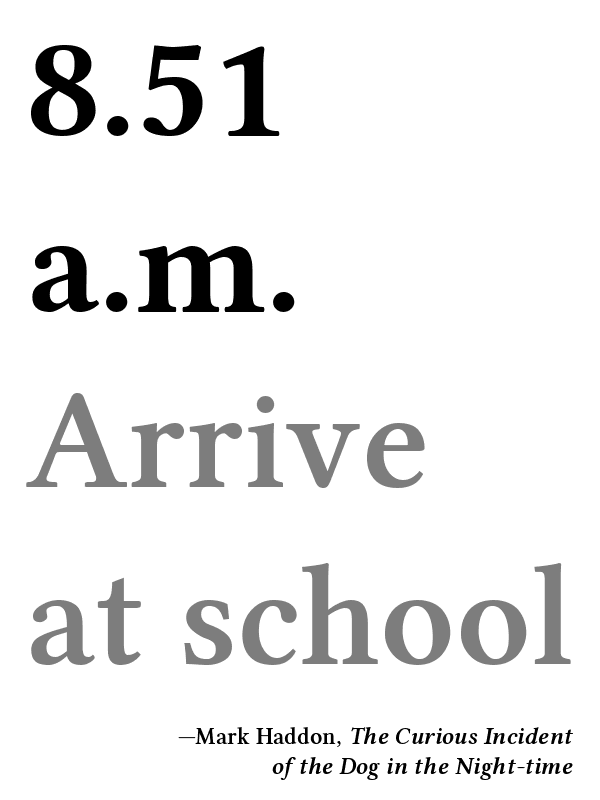 8.51
a.m.
Arrive
at school
—Mark Haddon, The Curious Incident
of the Dog in the Night-time